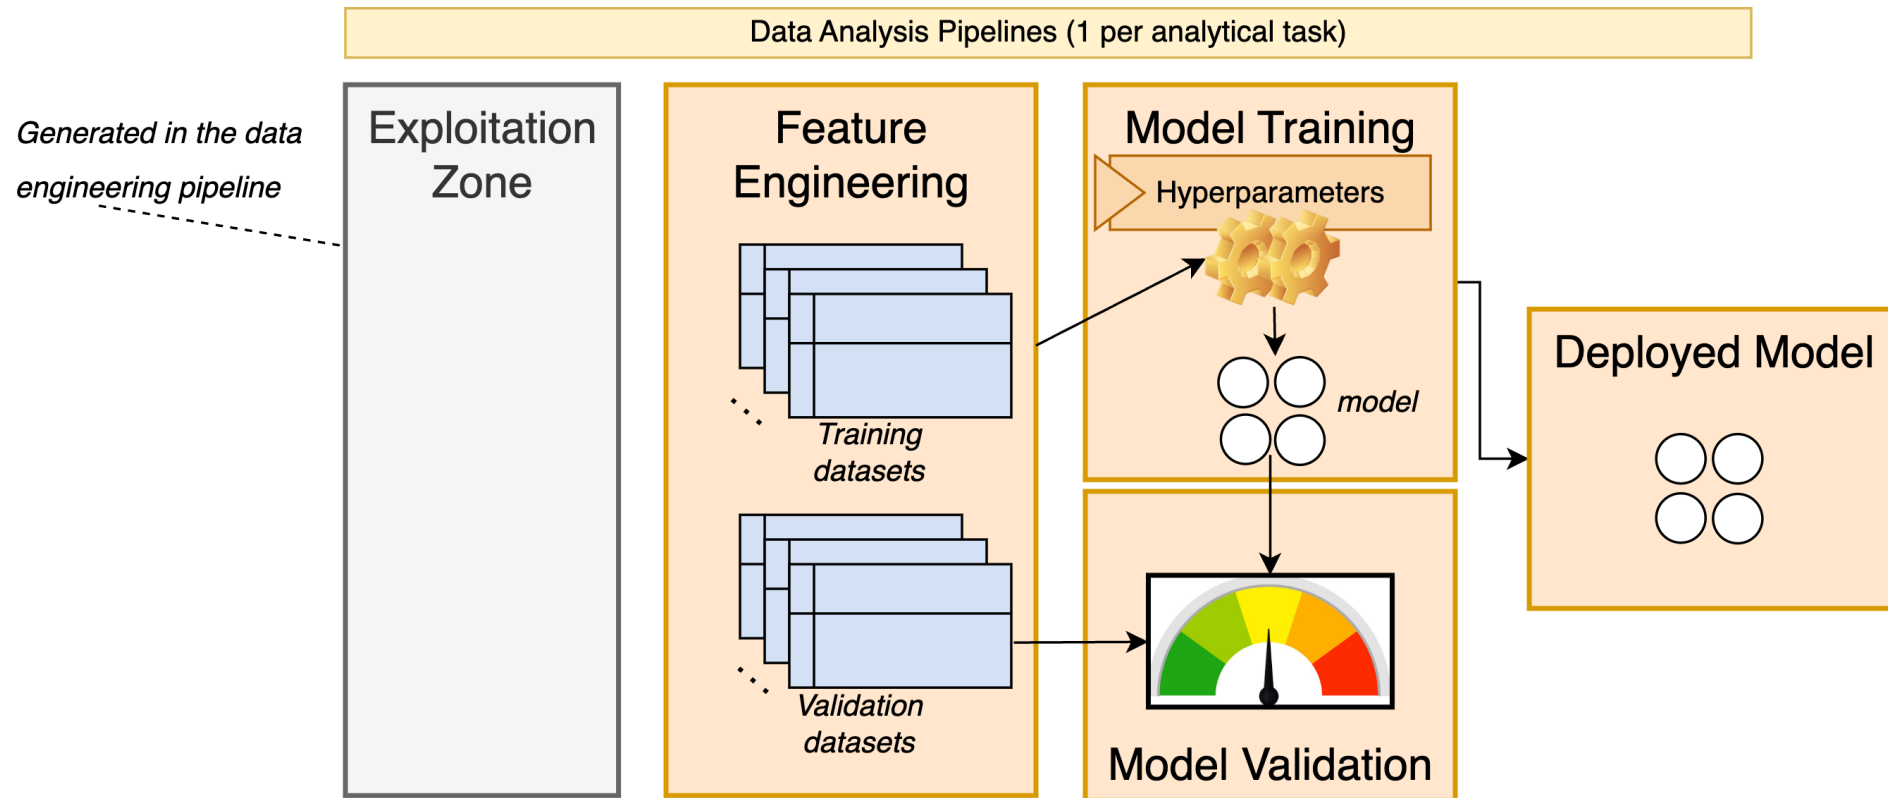 Data Analysis Pipelines (1 per analytical task)
Generated in the data
engineering pipeline
Exploitation
Zone
Feature
Engineering
Training
datasets
Validation
datasets
Model Training
Hyperparameters
model
Model Validation
Deployed Model